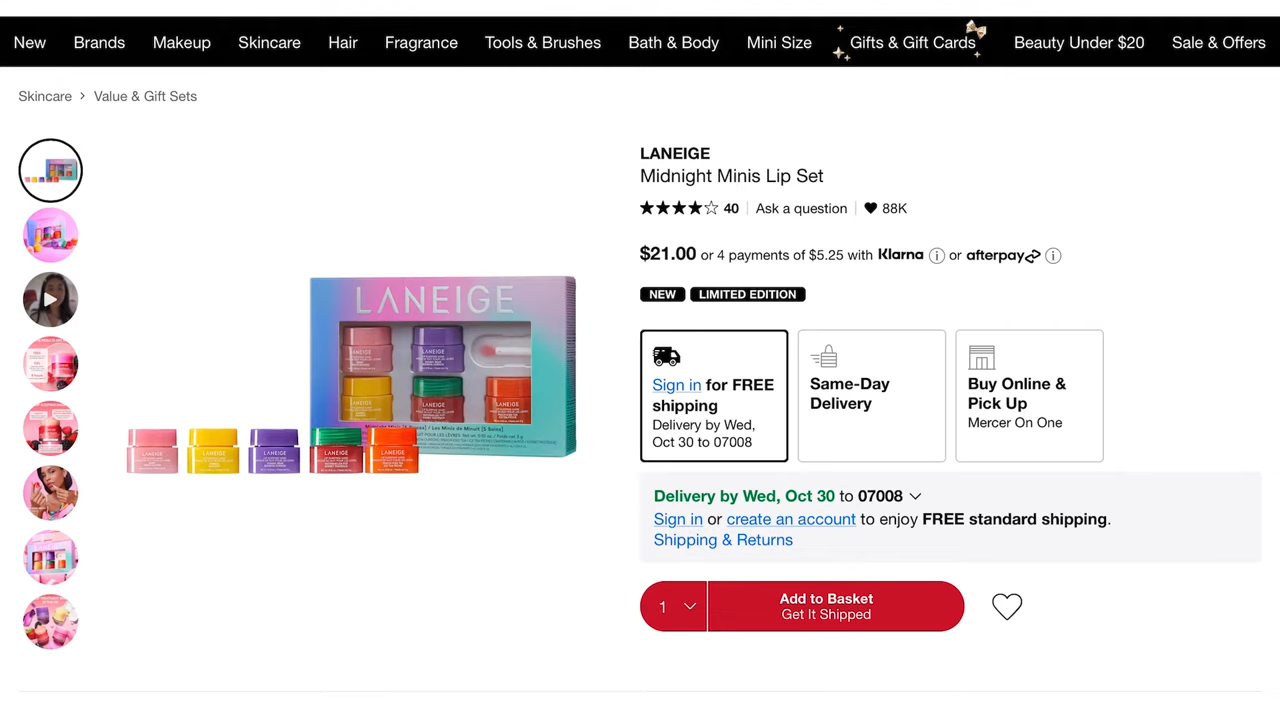 New Brands Makeup Skincare Hair Fragrance Tools & Brushes Bath & Body Mini Size Gifts & Gift Cards Beauty Under $20 Sale & Offers
Skincare > Value & Gift Sets
LANEIGE
Midnight Minis Lip Set
40 Ask a question 88K
$21.00 or 4 payments of $5.25 with Klarna or afterpay
NEW LIMITED EDITION
Sign in for FREE
shipping
Delivery by Wed,
Oct 30 to 07008
Same-Day
Delivery
Buy Online &
Pick Up
Mercer On One
Delivery by Wed, Oct 30 to 07008
Sign in or create an account to enjoy FREE standard shipping.
Shipping & Returns
1
Add to Basket
Get It Shipped
LANEIGE